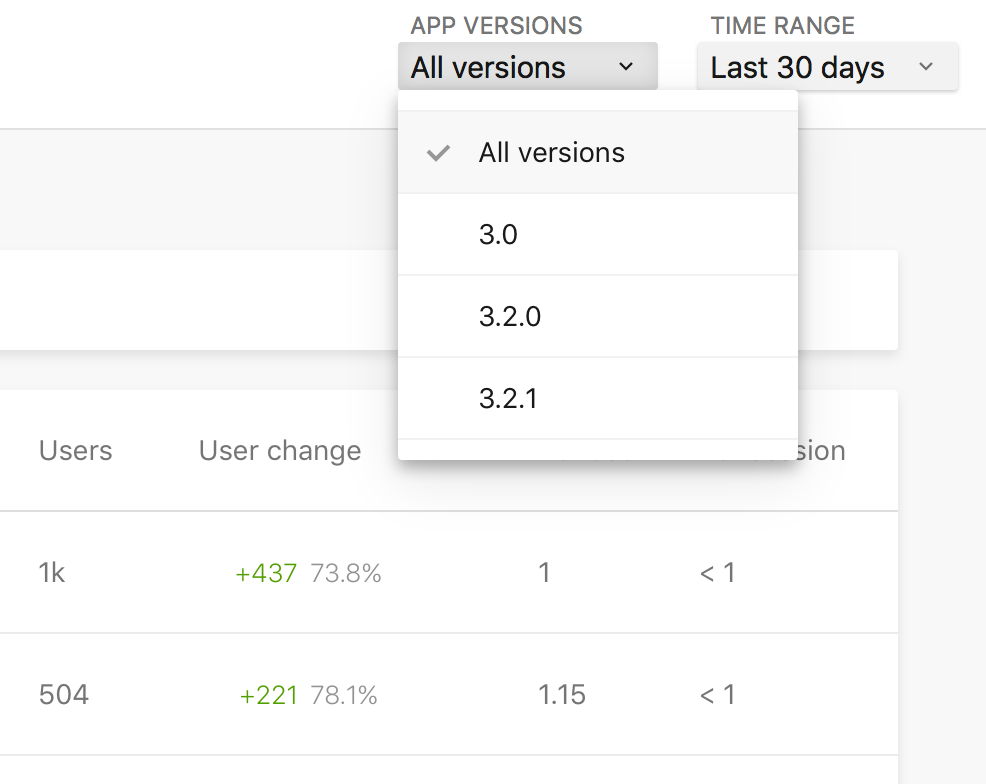 APP VERSIONS TIME RANGE
All versions Last 30 days
All versions
3.0
3.2.0
3.2.1
Users User change
1k +437 73.8% 1 < 1
504 +221 78.1% 1.15 < 1